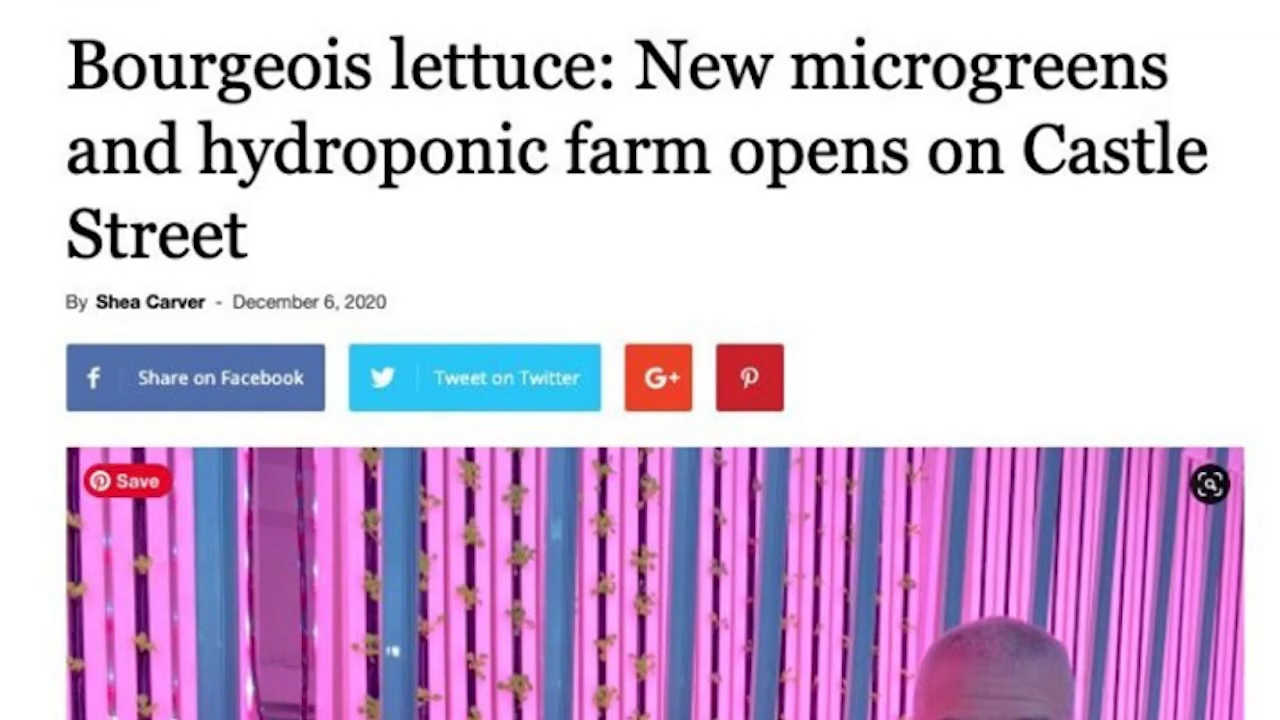 Bourgeois lettuce: New microgreens
and hydroponic farm opens on Castle
Street
By Shea Carver - December 6, 2020
f Share on Facebook Tweet on Twitter G+
Save